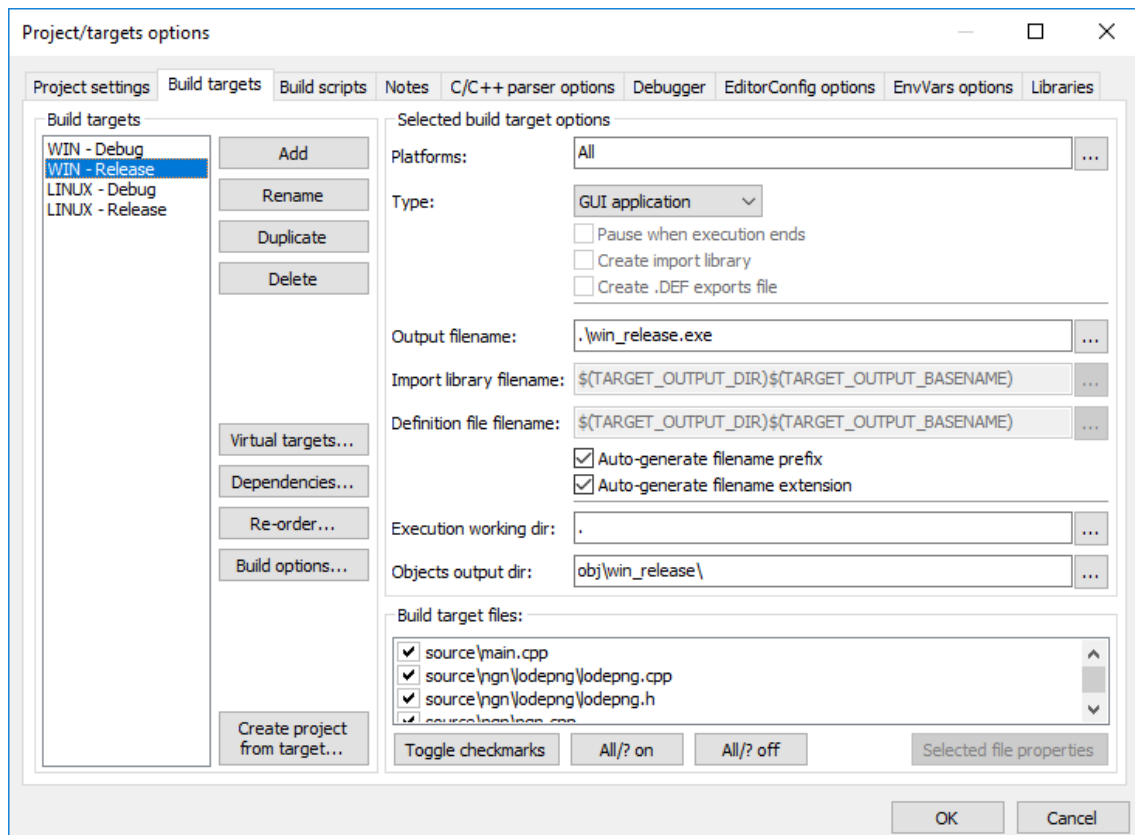 Project/targets options
Project settings Build targets Build scripts Notes C/C++ parser options Debugger EditorConfig options EnvVars options Libraries
Build targets
WIN - Debug
WIN - Release
LINUX - Debug
LINUX - Release
Add
Rename
Duplicate
Delete
Virtual targets...
Dependencies...
Re-order...
Build options...
Create project
from target...
Selected build target options
Platforms: All ...
Type: GUI application
Pause when execution ends
Create import library
Create .DEF exports file
Output filename: .\win_release.exe ...
Import library filename: $(TARGET_OUTPUT_DIR)$(TARGET_OUTPUT_BASENAME) ...
Definition file filename: $(TARGET_OUTPUT_DIR)$(TARGET_OUTPUT_BASENAME) ...
Auto-generate filename prefix
Auto-generate filename extension
Execution working dir: . ...
Objects output dir: obj\win_release\ ...
Build target files:
source\main.cpp
source\ngn\lodepng\lodepng.cpp
source\ngn\lodepng\lodepng.h
source\ngn\ngn.cpp
Toggle checkmarks All/? on All/? off Selected file properties
OK Cancel